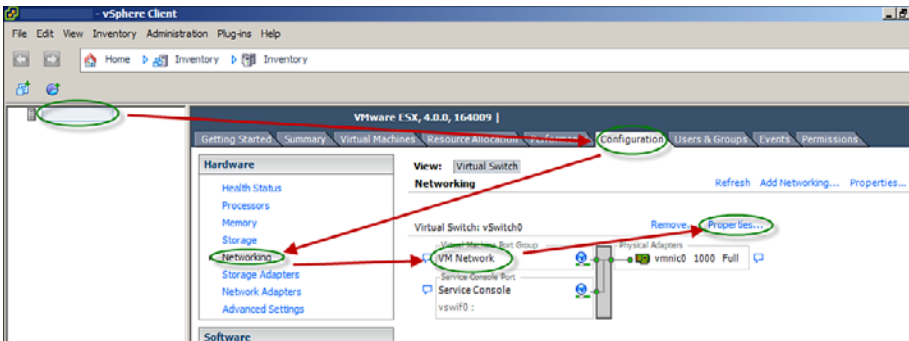 - vSphere Client
File Edit View Inventory Administration Plug-ins Help
Home Inventory Inventory
VMware ESX, 4.0.0, 164009 |
Getting Started Summary Virtual Machines Resource Allocation Performance Configuration Users & Groups Events Permissions
Hardware
Health Status
Processors
Memory
Storage
Networking
Storage Adapters
Network Adapters
Advanced Settings
Software
View: Virtual Switch
Networking Refresh Add Networking... Properties...
Virtual Switch: vSwitch0 Remove... Properties...
Virtual Machine Port Group Physical Adapters
VM Network vmnic0 1000 Full
Service Console Port
Service Console
vswif0 :